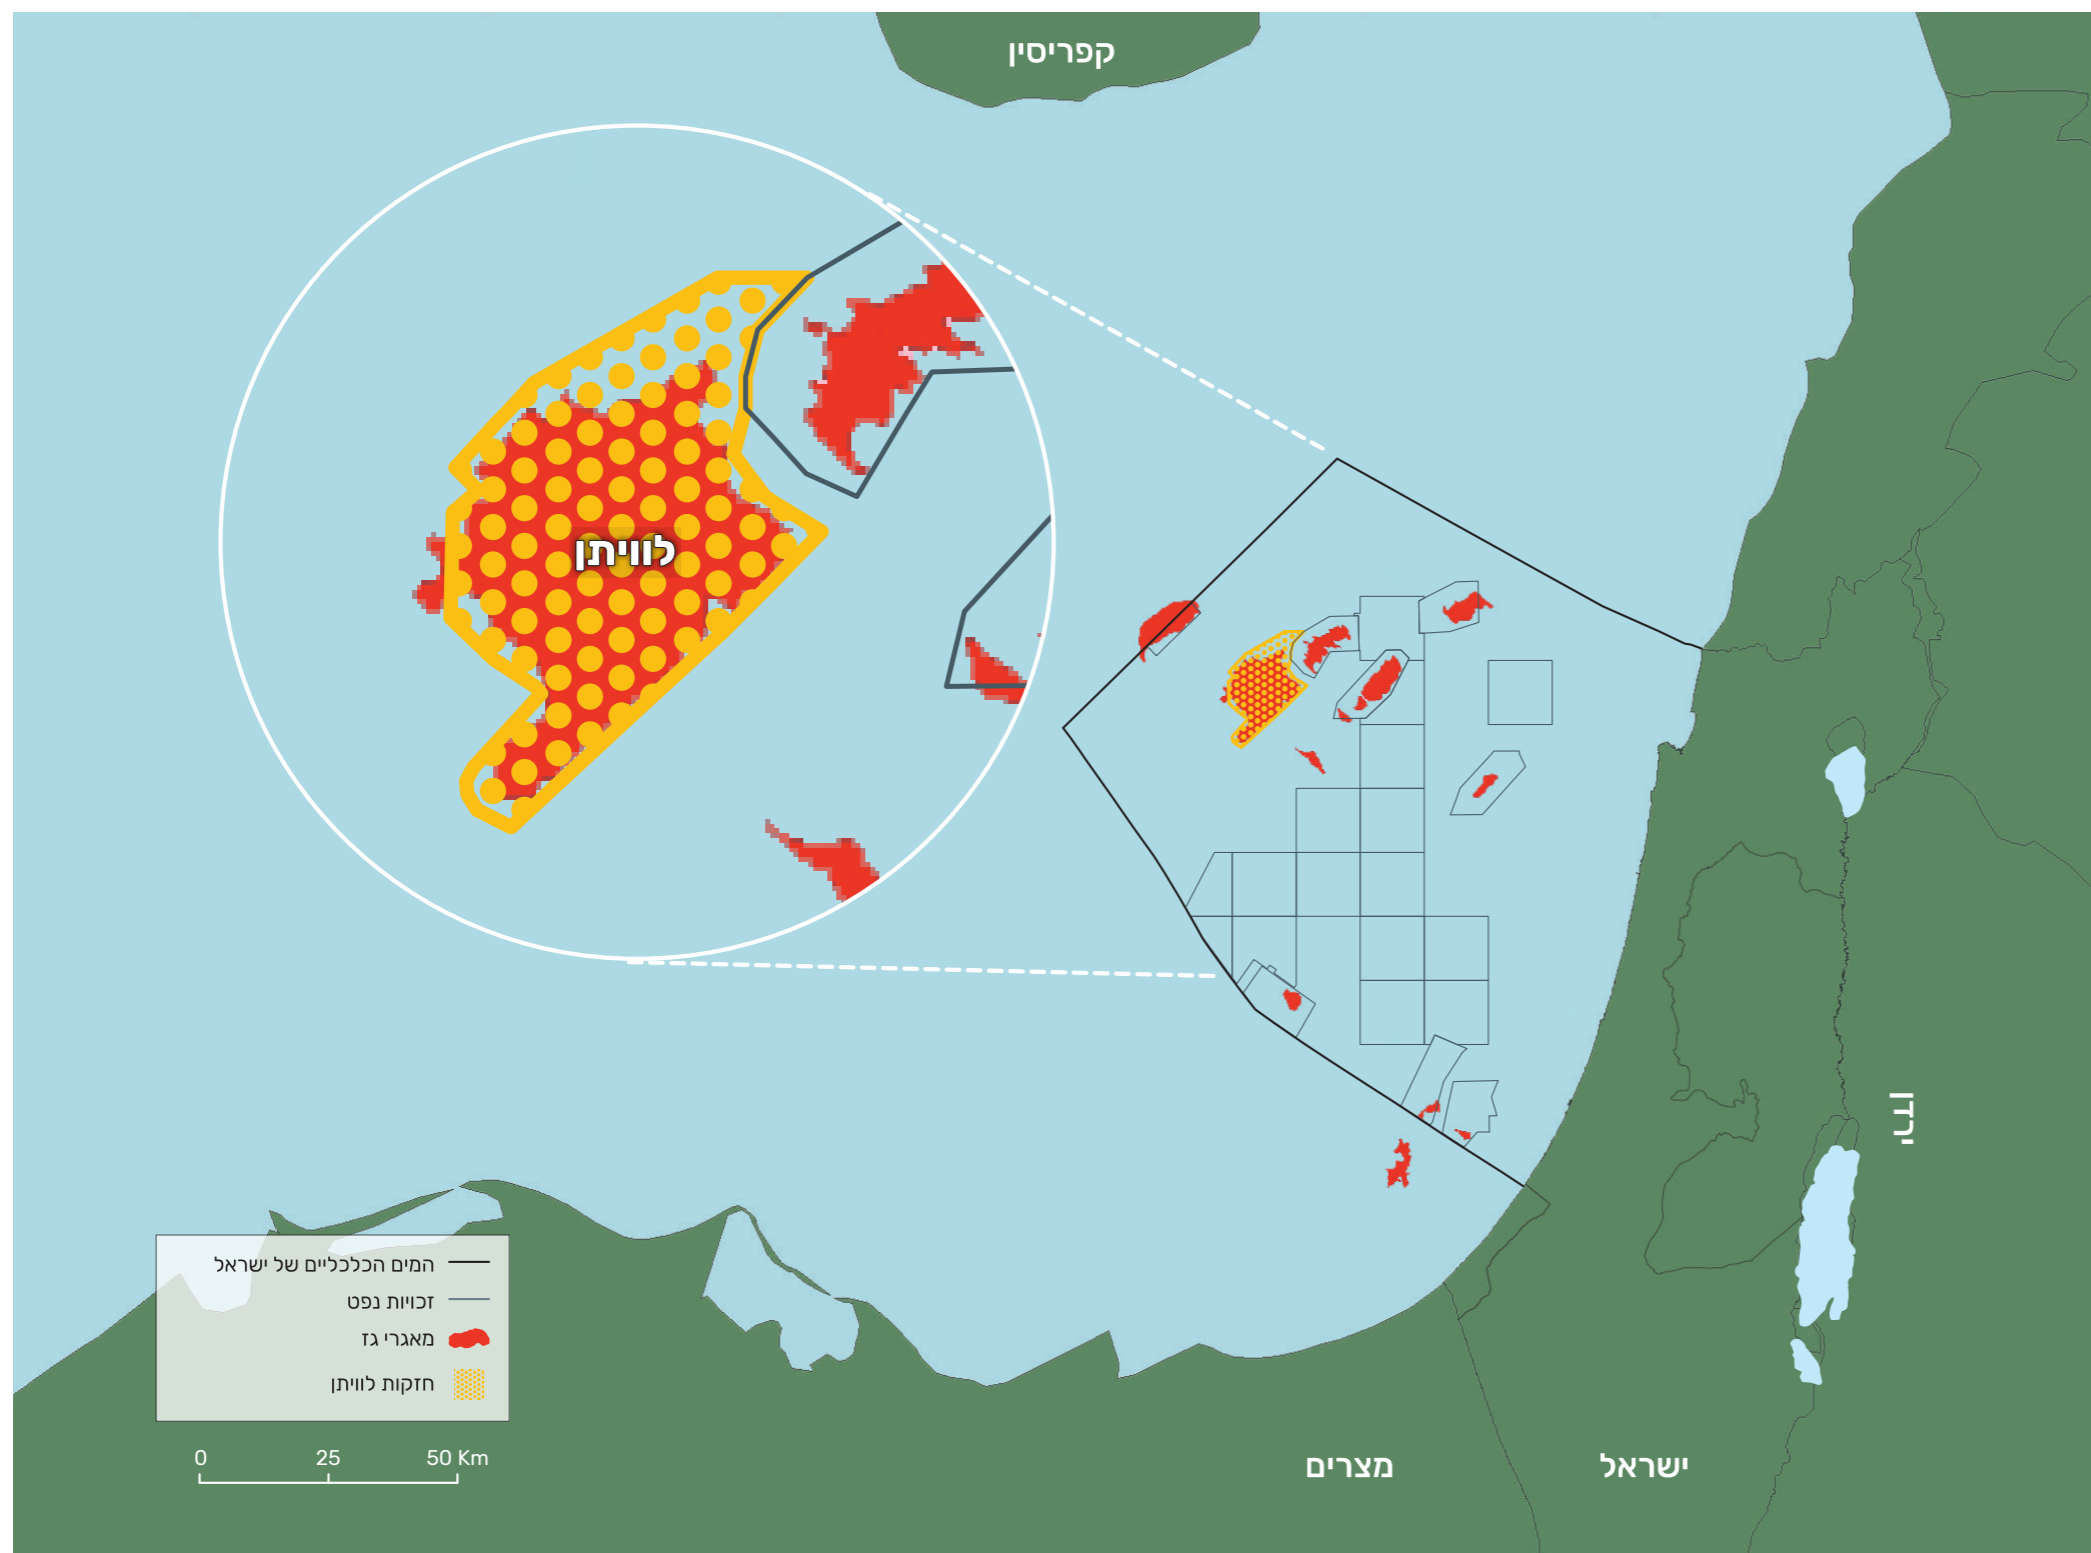 קפריסין
לוויתן
ירדן
המים הכלכליים של ישראל
זכויות נפט
מאגרי גז
חזקות לוויתן
0 25 50 Km
מצרים
ישראל